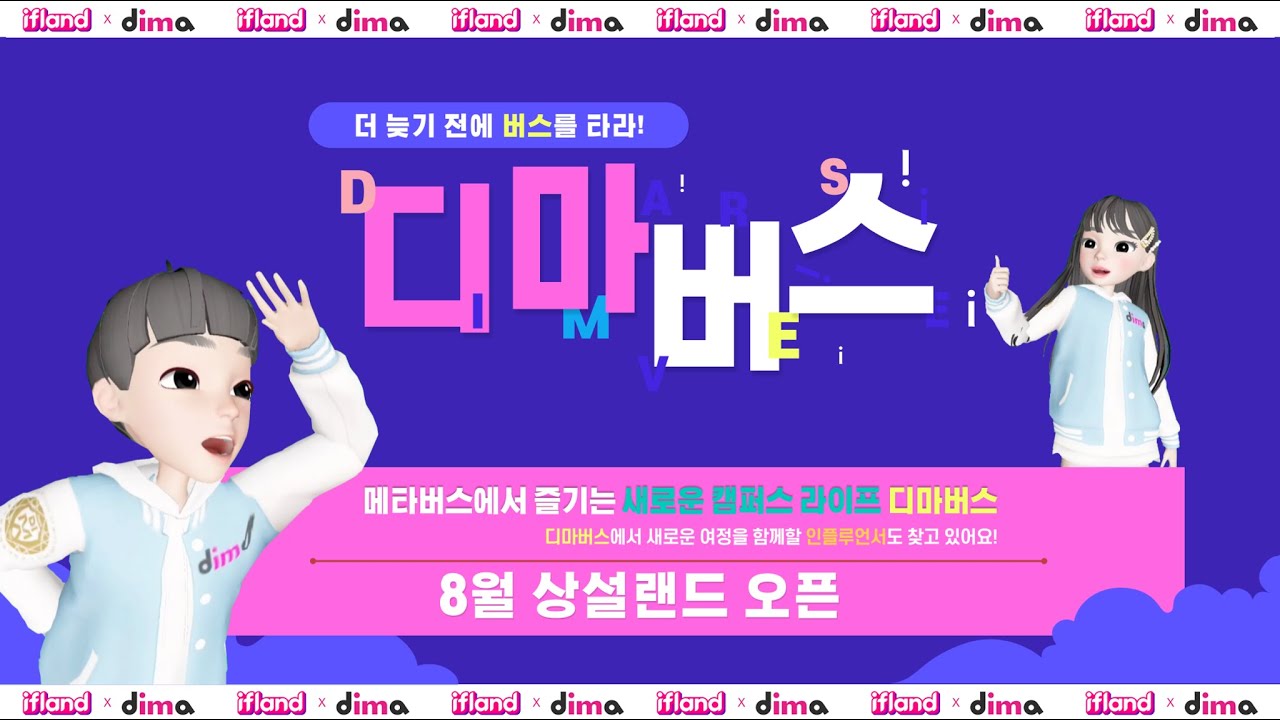 ifland x dima ifland x dima ifland x dima ifland x dima ifland x dima ifland x dima
더 늦기 전에 버스를 타라!
디마버스
D I M A V E R S E
! ! i i i
메타버스에서 즐기는 새로운 캠퍼스 라이프 디마버스
디마버스에서 새로운 여정을 함께할 인플루언서도 찾고 있어요!
8월 상설랜드 오픈
dima
dima
ifland x dima ifland x dima ifland x dima ifland x dima ifland x dima ifland x dima